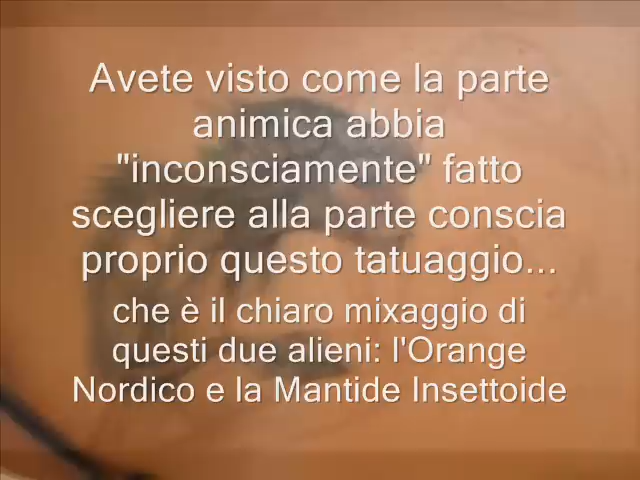 Avete visto come la parte
animica abbia
"inconsciamente" fatto
scegliere alla parte conscia
proprio questo tatuaggio...
che è il chiaro mixaggio di
questi due alieni: l'Orange
Nordico e la Mantide Insettoide